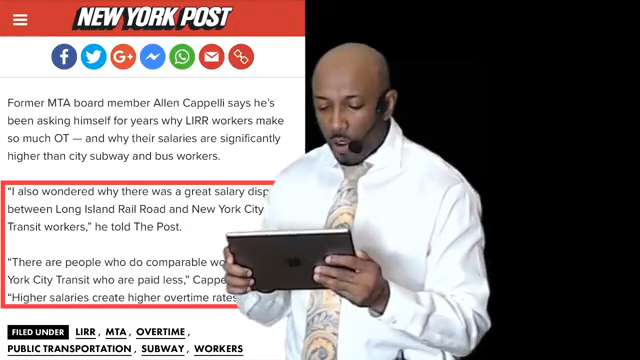 NEW YORK POST
Former MTA board member Allen Cappelli says he's
been asking himself for years why LIRR workers make
so much OT — and why their salaries are significantly
higher than city subway and bus workers.
"I also wondered why there was a great salary
between Long Island Rail Road and New York City
Transit workers," he told The Post.
"There are people who do comparable
York City Transit who are paid less,"
"Higher salaries create higher overtime rates
FILED UNDER LIRR, MTA, OVERTIME,
PUBLIC TRANSPORTATION, SUBWAY, WORKERS